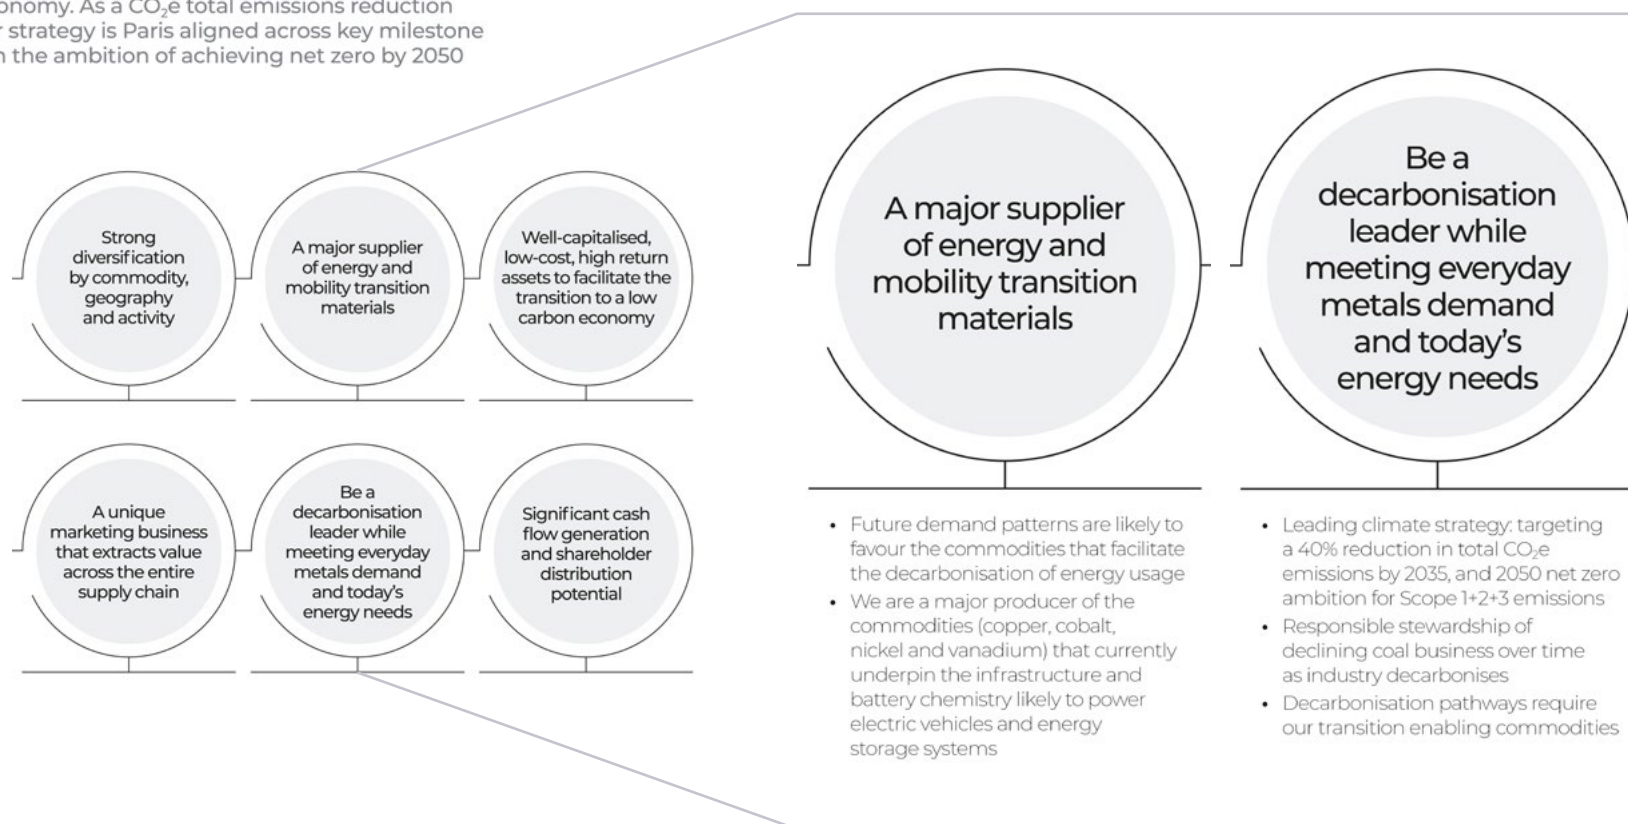 onomy. As a CO₂e total emissions reduction
strategy is Paris aligned across key milestone
the ambition of achieving net zero by 2050
Strong
diversification
by commodity,
geography
and activity
A major supplier
of energy and
mobility transition
materials
Well-capitalised,
low-cost, high return
assets to facilitate the
transition to a low
carbon economy
A unique
marketing business
that extracts value
across the entire
supply chain
Be a
decarbonisation
leader while
meeting everyday
metals demand
and today's
energy needs
Significant cash
flow generation
and shareholder
distribution
potential
A major supplier
of energy and
mobility transition
materials
• Future demand patterns are likely to
favour the commodities that facilitate
the decarbonisation of energy usage
• We are a major producer of the
commodities (copper, cobalt,
nickel and vanadium) that currently
underpin the infrastructure and
battery chemistry likely to power
electric vehicles and energy
storage systems
Be a
decarbonisation
leader while
meeting everyday
metals demand
and today's
energy needs
• Leading climate strategy: targeting
a 40% reduction in total CO₂e
emissions by 2035, and 2050 net zero
ambition for Scope 1+2+3 emissions
• Responsible stewardship of
declining coal business over time
as industry decarbonises
• Decarbonisation pathways require
our transition enabling commodities